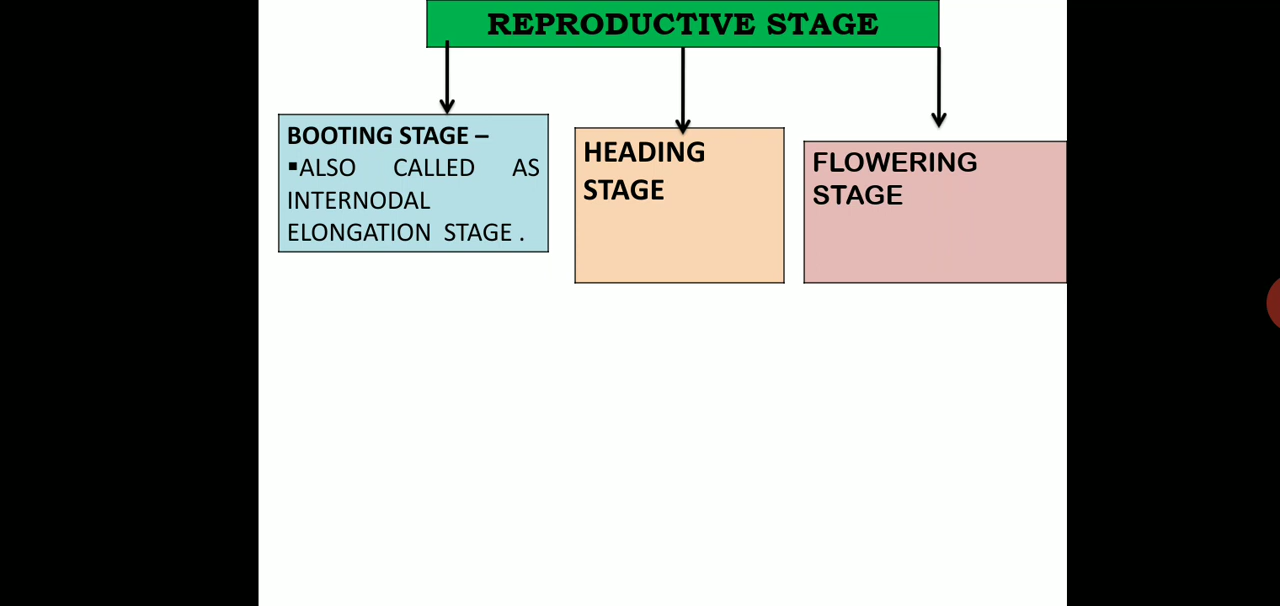 REPRODUCTIVE STAGE
BOOTING STAGE –
▪ALSO CALLED AS
INTERNODAL
ELONGATION STAGE .
HEADING
STAGE
FLOWERING
STAGE